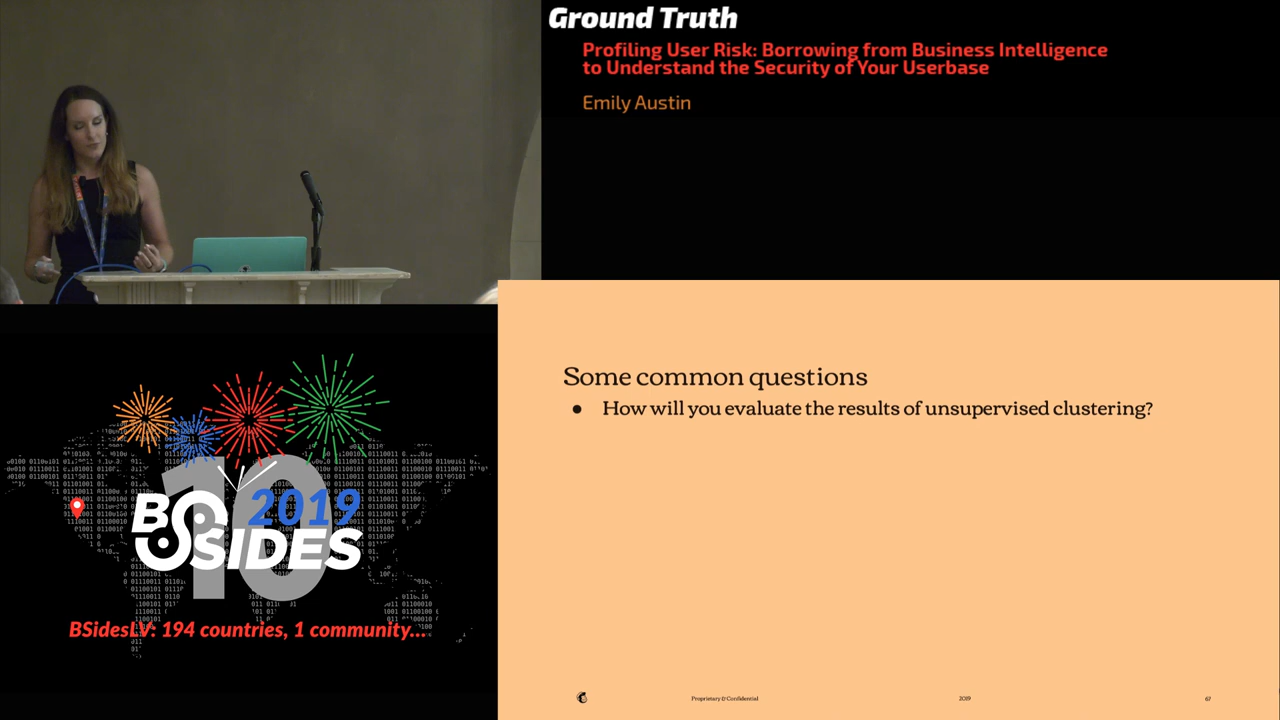 Ground Truth
Profiling User Risk: Borrowing from Business Intelligence
to Understand the Security of Your Userbase
Emily Austin
Some common questions
● How will you evaluate the results of unsupervised clustering?
10
2019
BSIDES
BSidesLV: 194 countries, 1 community...
Proprietary & Confidential
2019
67